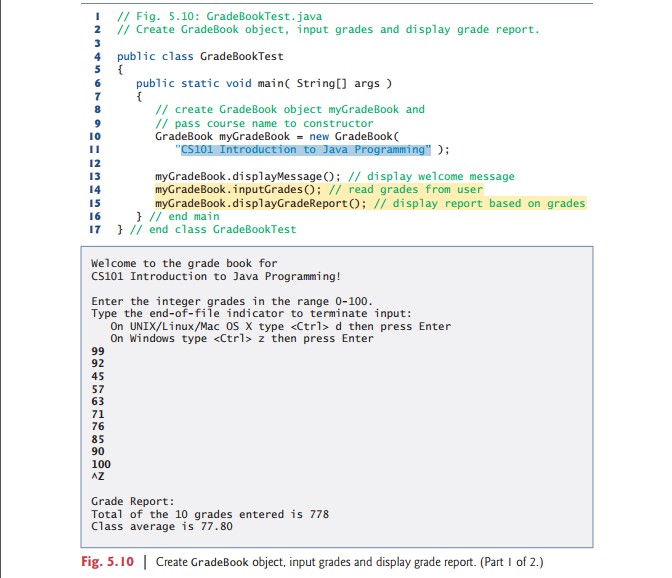 1 // Fig. 5.10: GradeBookTest.java
2 // Create GradeBook object, input grades and display grade report.
3
4 public class GradeBookTest
5 {
6 public static void main( String[] args )
7 {
8 // create GradeBook object myGradeBook and
9 // pass course name to constructor
10 GradeBook myGradeBook = new GradeBook(
11 "CS101 Introduction to Java Programming" );
12
13 myGradeBook.displayMessage(); // display welcome message
14 myGradeBook.inputGrades(); // read grades from user
15 myGradeBook.displayGradeReport(); // display report based on grades
16 } // end main
17 } // end class GradeBookTest
Welcome to the grade book for
CS101 Introduction to Java Programming!
Enter the integer grades in the range 0-100.
Type the end-of-file indicator to terminate input:
On UNIX/Linux/Mac OS X type <Ctrl> d then press Enter
On Windows type <Ctrl> z then press Enter
99
92
45
57
63
71
76
85
90
100
^Z
Grade Report:
Total of the 10 grades entered is 778
Class average is 77.80
Fig. 5.10 | Create GradeBook object, input grades and display grade report. (Part 1 of 2.)